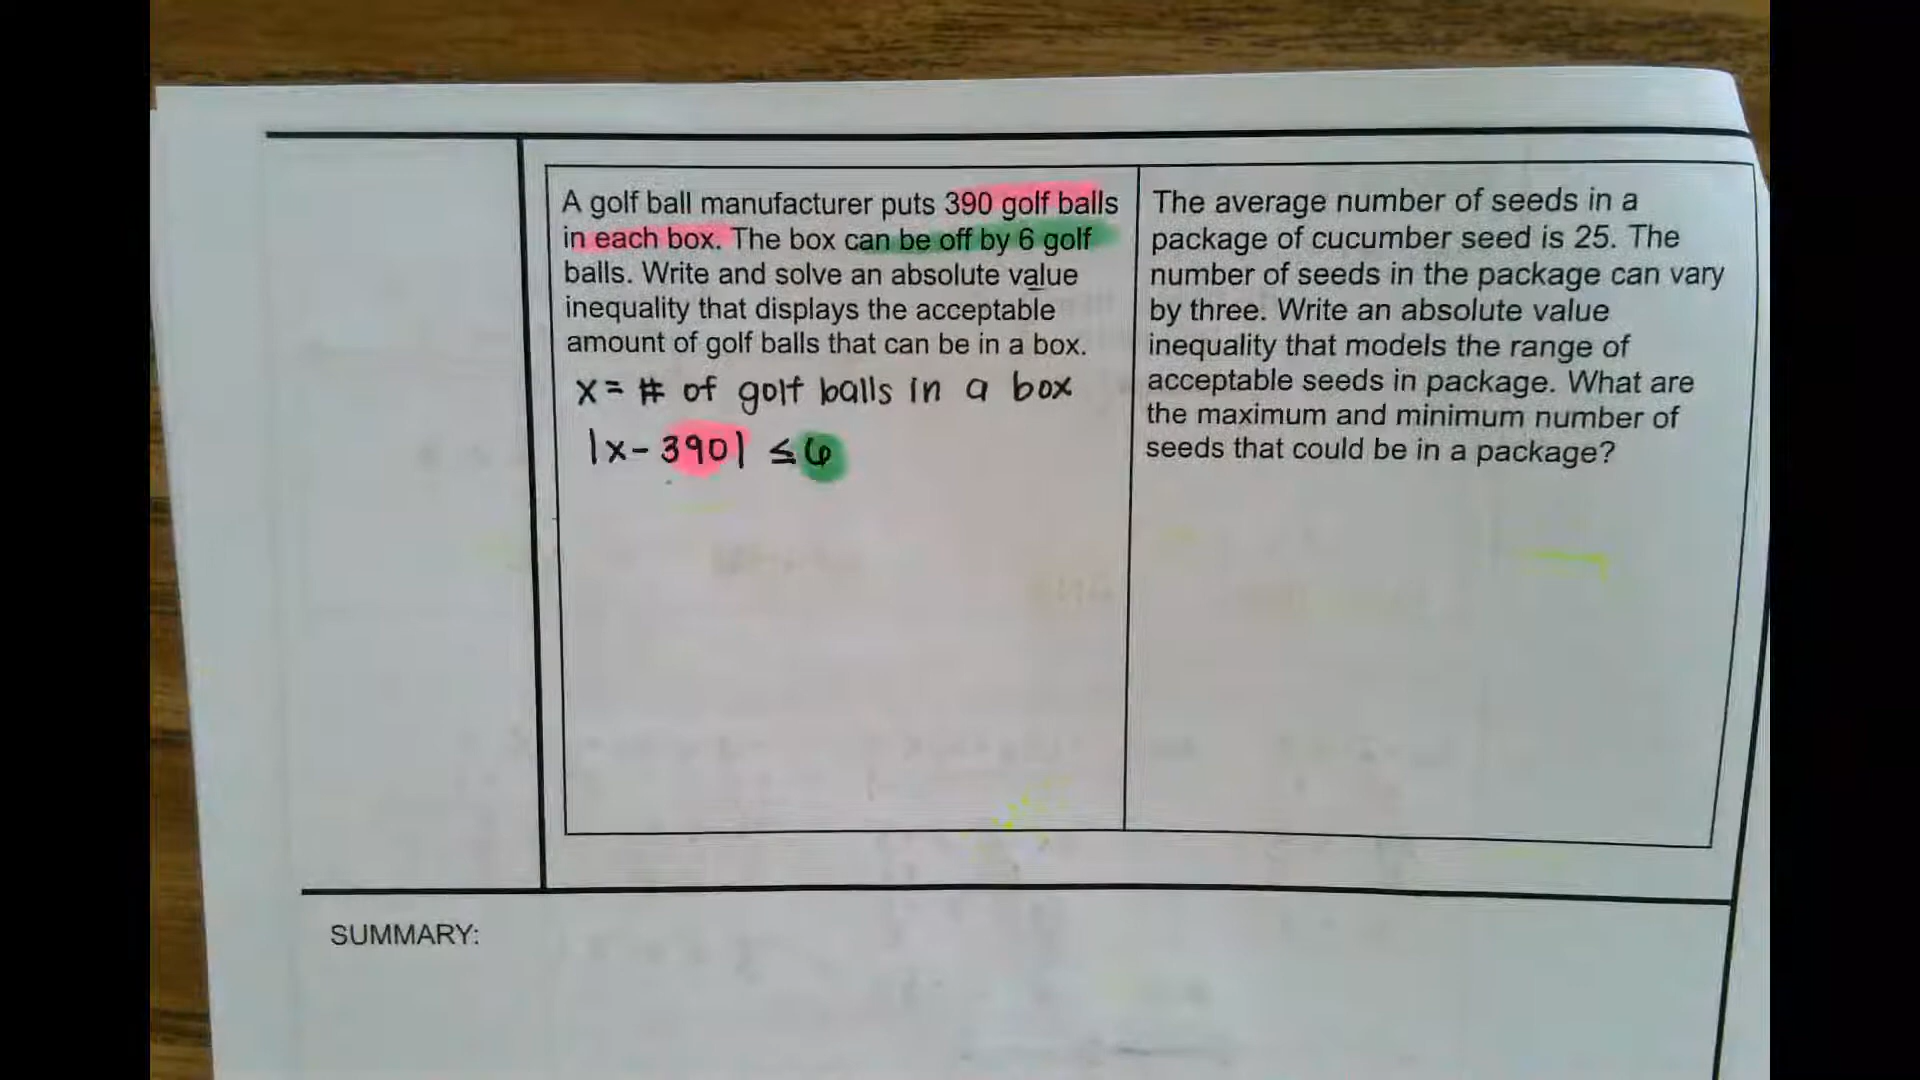 A golf ball manufacturer puts 390 golf balls
in each box. The box can be off by 6 golf
balls. Write and solve an absolute value
inequality that displays the acceptable
amount of golf balls that can be in a box.
x = # of golf balls in a box
|x - 390| ≤ 6
The average number of seeds in a
package of cucumber seed is 25. The
number of seeds in the package can vary
by three. Write an absolute value
inequality that models the range of
acceptable seeds in package. What are
the maximum and minimum number of
seeds that could be in a package?
SUMMARY: